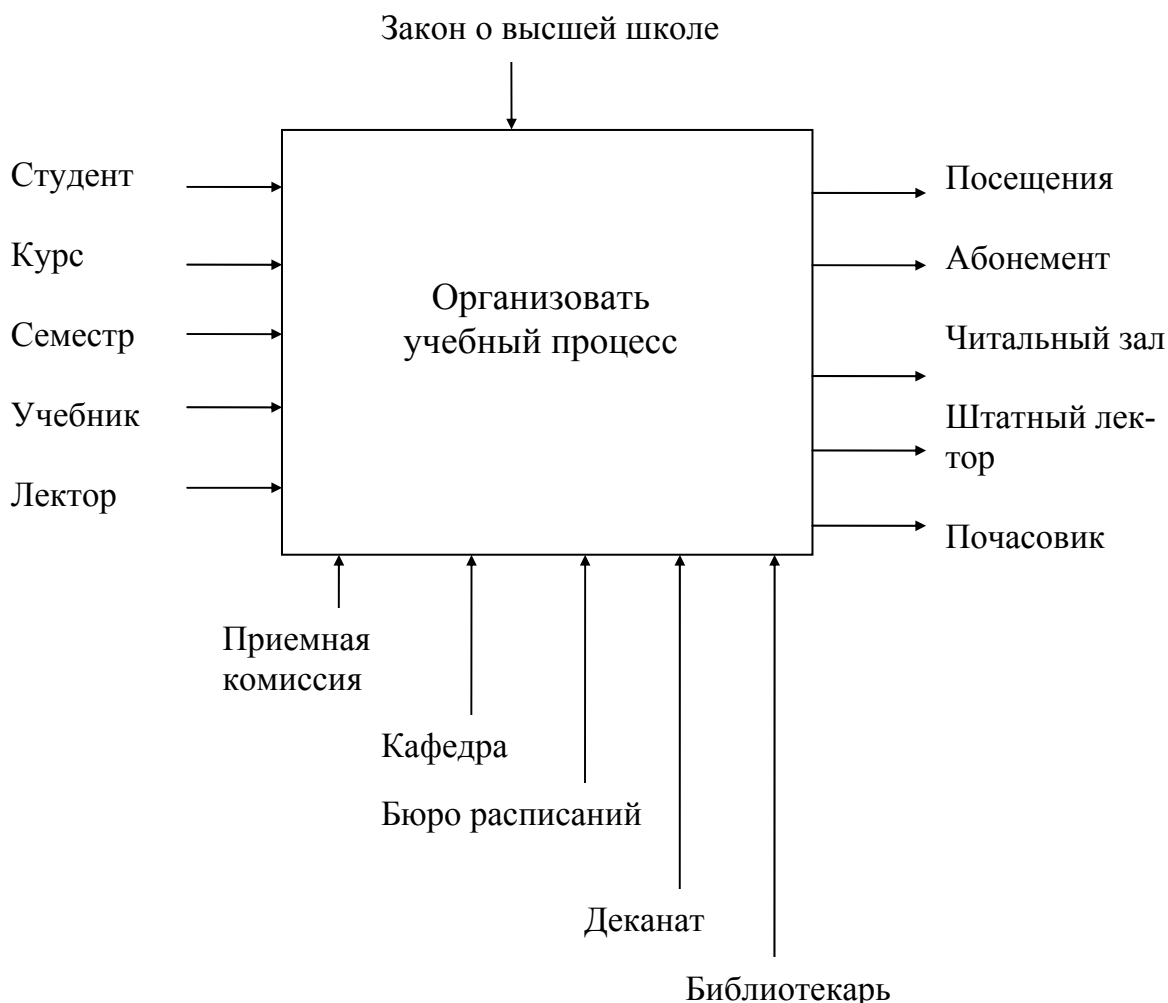 Закон о высшей школе
Студент
Курс
Семестр
Учебник
Лектор
Организовать
учебный процесс
Посещения
Абонемент
Читальный зал
Штатный лек-
тор
Почасовик
Приемная
комиссия
Кафедра
Бюро расписаний
Деканат
Библиотекарь